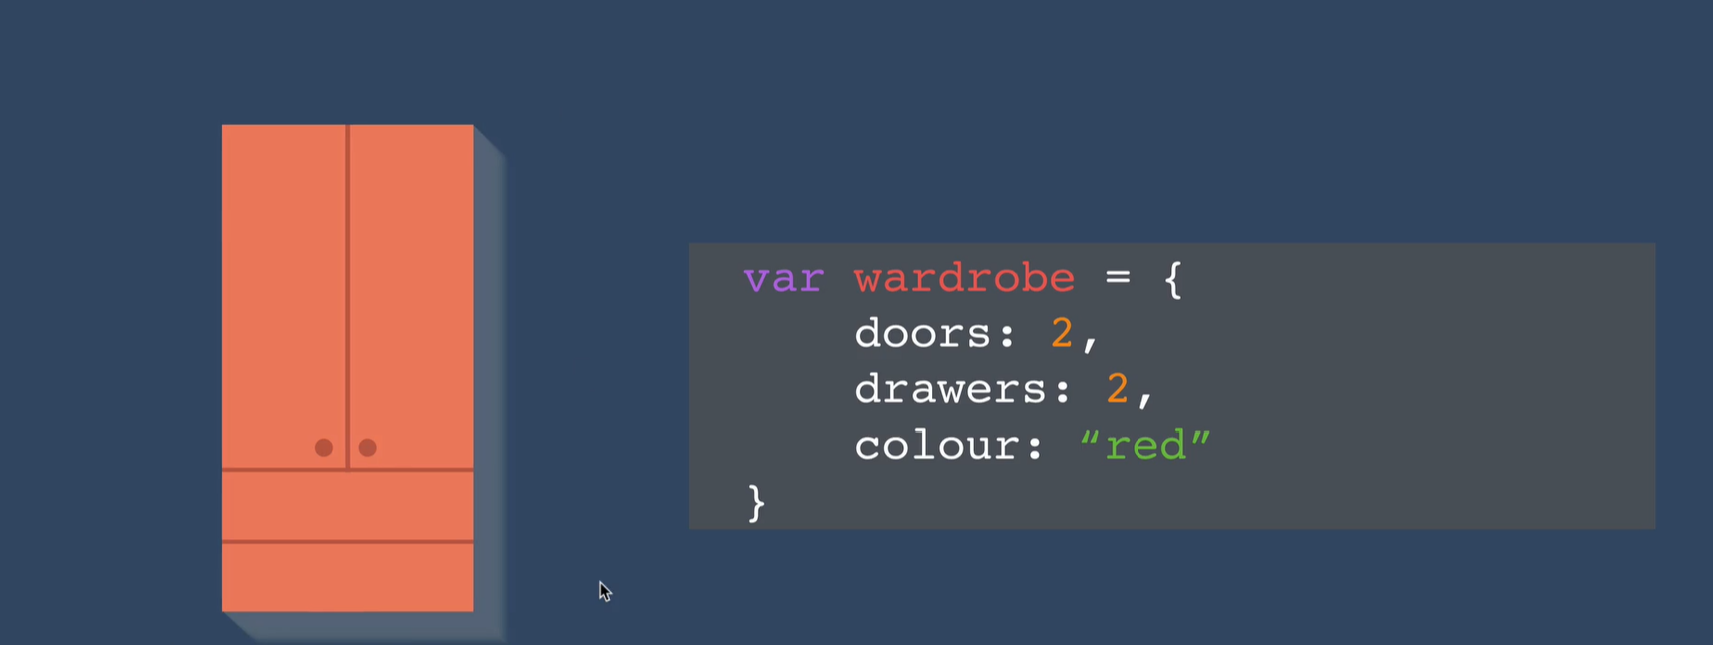 var wardrobe = {
doors: 2,
drawers: 2,
colour: “red”
}